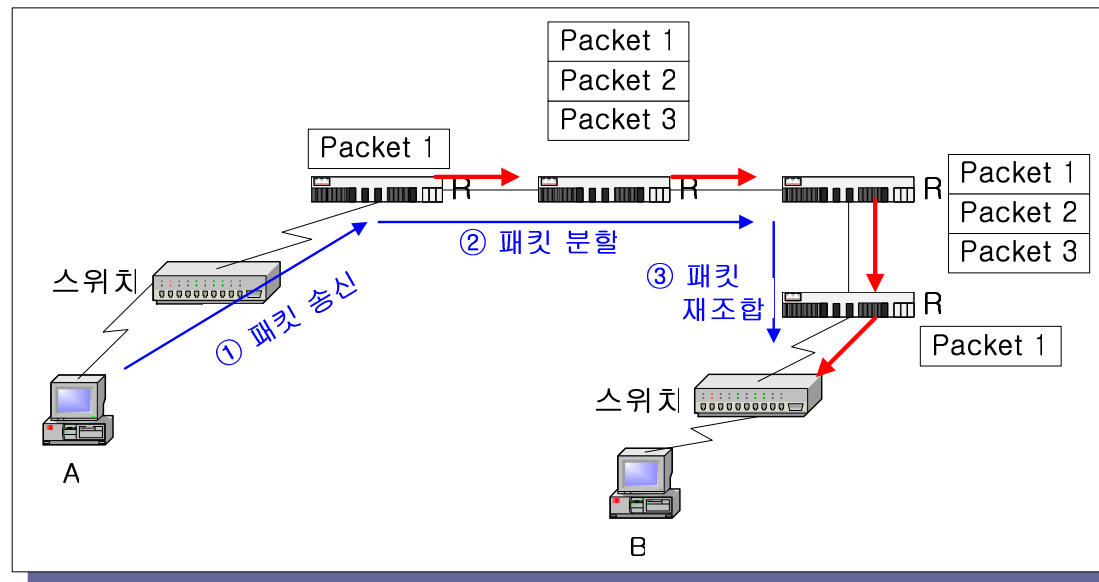 Packet 1
Packet 2
Packet 3
Packet 1
R
R
R
Packet 1
Packet 2
Packet 3
② 패킷 분할
스위치
① 패킷 송신
③ 패킷
재조합
R
Packet 1
스위치
A
B